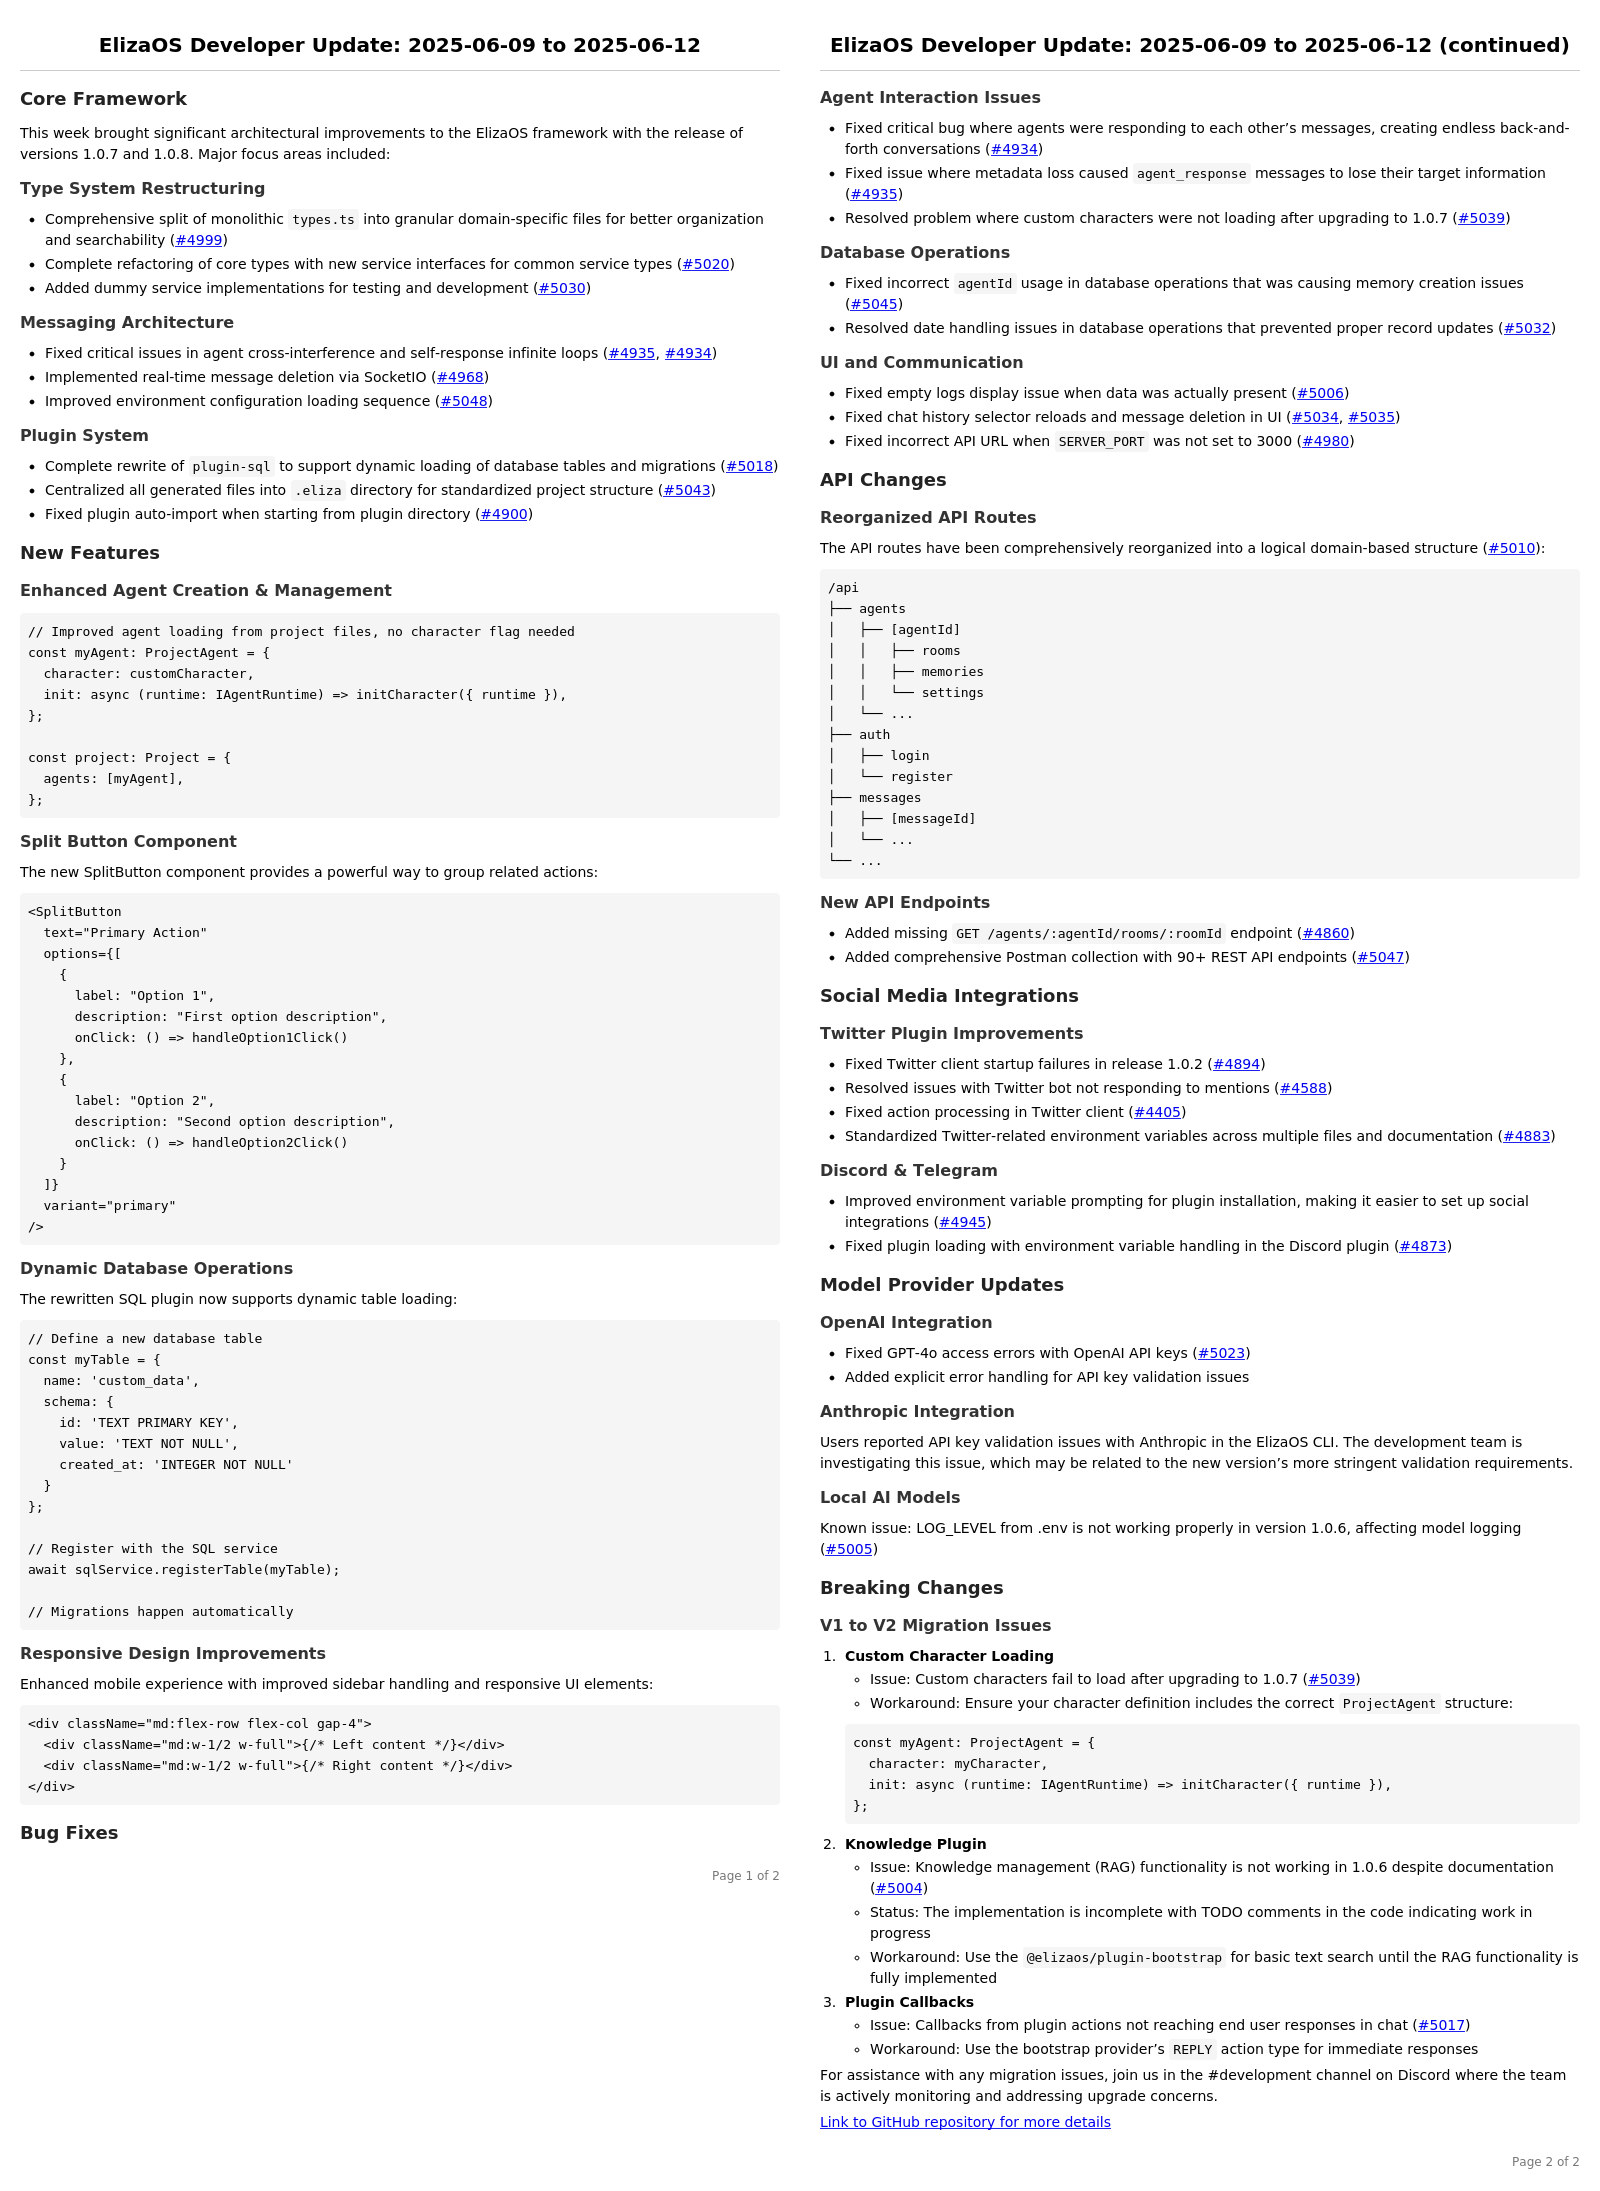 ElizaOS Developer Update: 2025-06-09 to 2025-06-12
Core Framework
This week brought significant architectural improvements to the ElizaOS framework with the release of
versions 1.0.7 and 1.0.8. Major focus areas included:
Type System Restructuring
• Comprehensive split of monolithic types.ts into granular domain-specific files for better organization
and searchability (#4999)
• Complete refactoring of core types with new service interfaces for common service types (#5020)
• Added dummy service implementations for testing and development (#5030)
Messaging Architecture
• Fixed critical issues in agent cross-interference and self-response infinite loops (#4935, #4934)
• Implemented real-time message deletion via SocketIO (#4968)
• Improved environment configuration loading sequence (#5048)
Plugin System
• Complete rewrite of plugin-sql to support dynamic loading of database tables and migrations (#5018)
• Centralized all generated files into .eliza directory for standardized project structure (#5043)
• Fixed plugin auto-import when starting from plugin directory (#4900)
New Features
Enhanced Agent Creation & Management
// Improved agent loading from project files, no character flag needed
const myAgent: ProjectAgent = {
  character: customCharacter,
  init: async (runtime: IAgentRuntime) => initCharacter({ runtime }),
};

const project: Project = {
  agents: [myAgent],
};
Split Button Component
The new SplitButton component provides a powerful way to group related actions:
<SplitButton
  text="Primary Action"
  options={[
    {
      label: "Option 1",
      description: "First option description",
      onClick: () => handleOption1Click()
    },
    {
      label: "Option 2",
      description: "Second option description",
      onClick: () => handleOption2Click()
    }
  ]}
  variant="primary"
/>
Dynamic Database Operations
The rewritten SQL plugin now supports dynamic table loading:
// Define a new database table
const myTable = {
  name: 'custom_data',
  schema: {
    id: 'TEXT PRIMARY KEY',
    value: 'TEXT NOT NULL',
    created_at: 'INTEGER NOT NULL'
  }
};

// Register with the SQL service
await sqlService.registerTable(myTable);

// Migrations happen automatically
Responsive Design Improvements
Enhanced mobile experience with improved sidebar handling and responsive UI elements:
<div className="md:flex-row flex-col gap-4">
  <div className="md:w-1/2 w-full">{/* Left content */}</div>
  <div className="md:w-1/2 w-full">{/* Right content */}</div>
</div>
Bug Fixes
Page 1 of 2
ElizaOS Developer Update: 2025-06-09 to 2025-06-12 (continued)
Agent Interaction Issues
• Fixed critical bug where agents were responding to each other’s messages, creating endless back-and-
forth conversations (#4934)
• Fixed issue where metadata loss caused agent_response messages to lose their target information
(#4935)
• Resolved problem where custom characters were not loading after upgrading to 1.0.7 (#5039)
Database Operations
• Fixed incorrect agentId usage in database operations that was causing memory creation issues
(#5045)
• Resolved date handling issues in database operations that prevented proper record updates (#5032)
UI and Communication
• Fixed empty logs display issue when data was actually present (#5006)
• Fixed chat history selector reloads and message deletion in UI (#5034, #5035)
• Fixed incorrect API URL when SERVER_PORT was not set to 3000 (#4980)
API Changes
Reorganized API Routes
The API routes have been comprehensively reorganized into a logical domain-based structure (#5010):
/api
├── agents
│   ├── [agentId]
│   │   ├── rooms
│   │   ├── memories
│   │   └── settings
│   └── ...
├── auth
│   ├── login
│   └── register
├── messages
│   ├── [messageId]
│   └── ...
└── ...
New API Endpoints
• Added missing GET /agents/:agentId/rooms/:roomId endpoint (#4860)
• Added comprehensive Postman collection with 90+ REST API endpoints (#5047)
Social Media Integrations
Twitter Plugin Improvements
• Fixed Twitter client startup failures in release 1.0.2 (#4894)
• Resolved issues with Twitter bot not responding to mentions (#4588)
• Fixed action processing in Twitter client (#4405)
• Standardized Twitter-related environment variables across multiple files and documentation (#4883)
Discord & Telegram
• Improved environment variable prompting for plugin installation, making it easier to set up social
integrations (#4945)
• Fixed plugin loading with environment variable handling in the Discord plugin (#4873)
Model Provider Updates
OpenAI Integration
• Fixed GPT-4o access errors with OpenAI API keys (#5023)
• Added explicit error handling for API key validation issues
Anthropic Integration
Users reported API key validation issues with Anthropic in the ElizaOS CLI. The development team is
investigating this issue, which may be related to the new version’s more stringent validation requirements.
Local AI Models
Known issue: LOG_LEVEL from .env is not working properly in version 1.0.6, affecting model logging
(#5005)
Breaking Changes
V1 to V2 Migration Issues
1. Custom Character Loading
◦ Issue: Custom characters fail to load after upgrading to 1.0.7 (#5039)
◦ Workaround: Ensure your character definition includes the correct ProjectAgent structure:
const myAgent: ProjectAgent = {
  character: myCharacter,
  init: async (runtime: IAgentRuntime) => initCharacter({ runtime }),
};
2. Knowledge Plugin
◦ Issue: Knowledge management (RAG) functionality is not working in 1.0.6 despite documentation
(#5004)
◦ Status: The implementation is incomplete with TODO comments in the code indicating work in
progress
◦ Workaround: Use the @elizaos/plugin-bootstrap for basic text search until the RAG functionality is
fully implemented
3. Plugin Callbacks
◦ Issue: Callbacks from plugin actions not reaching end user responses in chat (#5017)
◦ Workaround: Use the bootstrap provider’s REPLY action type for immediate responses
For assistance with any migration issues, join us in the #development channel on Discord where the team
is actively monitoring and addressing upgrade concerns.
Link to GitHub repository for more details
Page 2 of 2